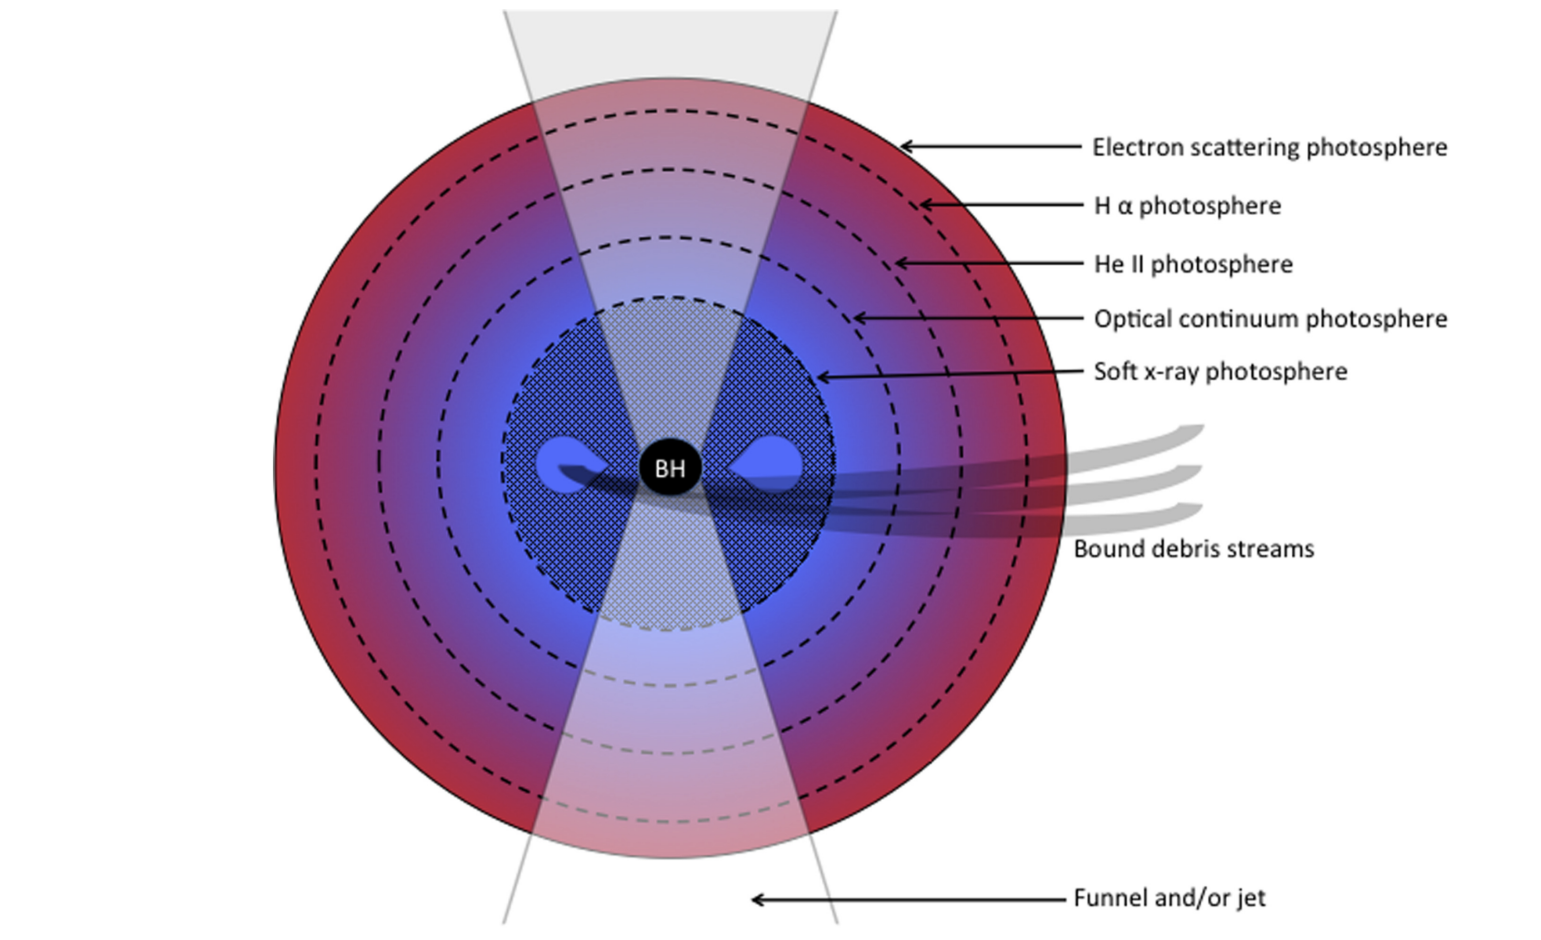 Electron scattering photosphere
H α photosphere
He II photosphere
Optical continuum photosphere
Soft x-ray photosphere
BH
Bound debris streams
Funnel and/or jet